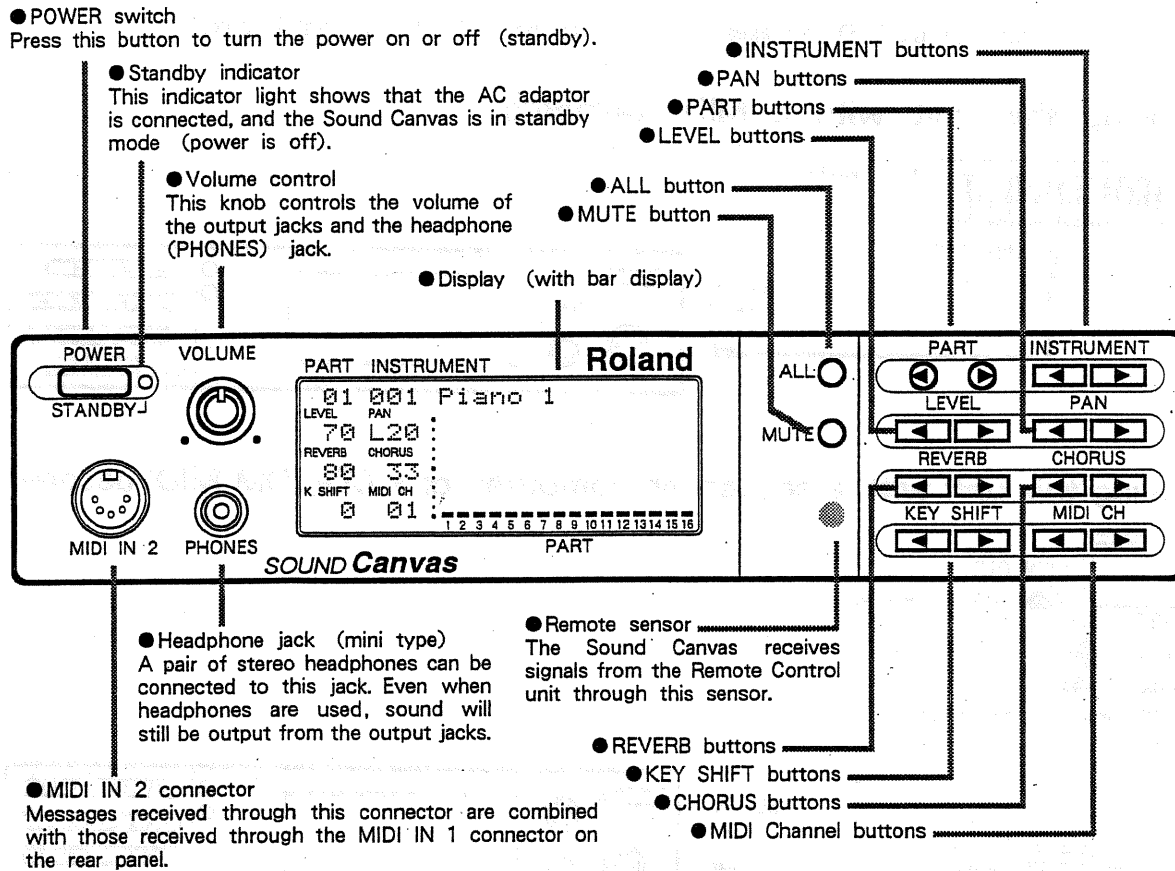 ●POWER switch
Press this button to turn the power on or off (standby).
●Standby indicator
This indicator light shows that the AC adaptor
is connected, and the Sound Canvas is in standby
mode (power is off).
●Volume control
This knob controls the volume of
the output jacks and the headphone
(PHONES) jack.
●Display (with bar display)
●INSTRUMENT buttons
●PAN buttons
●PART buttons
●LEVEL buttons
●ALL button
●MUTE button
POWER
STANDBY
VOLUME
MIDI IN 2
PHONES
PART INSTRUMENT
Roland
01 001 Piano 1
LEVEL PAN
70 L20
REVERB CHORUS
80 33
K SHIFT MIDI CH
0 01
1 2 3 4 5 6 7 8 9 10 11 12 13 14 15 16
PART
SOUND Canvas
ALL
MUTE
PART INSTRUMENT
LEVEL PAN
REVERB CHORUS
KEY SHIFT MIDI CH
●Headphone jack (mini type)
A pair of stereo headphones can be
connected to this jack. Even when
headphones are used, sound will
still be output from the output jacks.
●Remote sensor
The Sound Canvas receives
signals from the Remote Control
unit through this sensor.
●MIDI IN 2 connector
Messages received through this connector are combined
with those received through the MIDI IN 1 connector on
the rear panel.
●REVERB buttons
●KEY SHIFT buttons
●CHORUS buttons
●MIDI Channel buttons